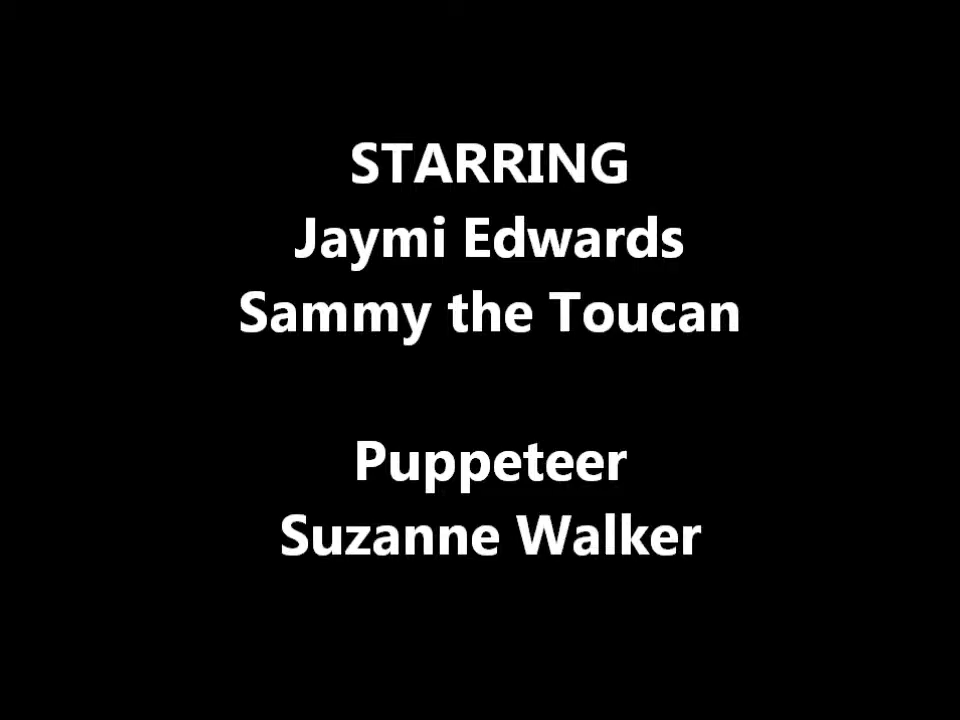 STARRING
Jaymi Edwards
Sammy the Toucan
Puppeteer
Suzanne Walker